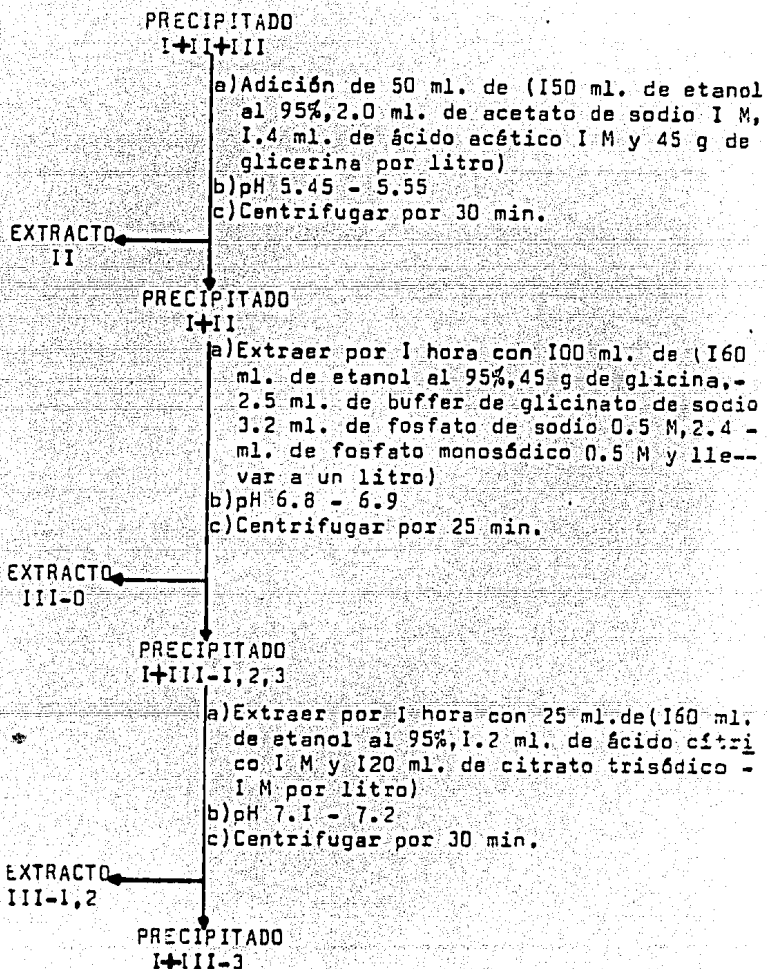 PRECIPITADO
I+II+III
a)Adición de 50 ml. de (I50 ml. de etanol
al 95%,2.0 ml. de acetato de sodio I M,
I.4 ml. de ácido acético I M y 45 g de
glicerina por litro)
b)pH 5.45 - 5.55
c)Centrifugar por 30 min.
EXTRACTO
II
PRECIPITADO
I+II
a)Extraer por I hora con I00 ml. de (I60
ml. de etanol al 95%,45 g de glicina,-
2.5 ml. de buffer de glicinato de sodio
3.2 ml. de fosfato de sodio 0.5 M,2.4 -
ml. de fosfato monosódico 0.5 M y lle--
var a un litro)
b)pH 6.8 - 6.9
c)Centrifugar por 25 min.
EXTRACTO
III-0
PRECIPITADO
I+III-I,2,3
a)Extraer por I hora con 25 ml.de(I60 ml.
de etanol al 95%,I.2 ml. de ácido cítri
co I M y I20 ml. de citrato trisódico -
I M por litro)
b)pH 7.I - 7.2
c)Centrifugar por 30 min.
EXTRACTO
III-I,2
PRECIPITADO
I+III-3